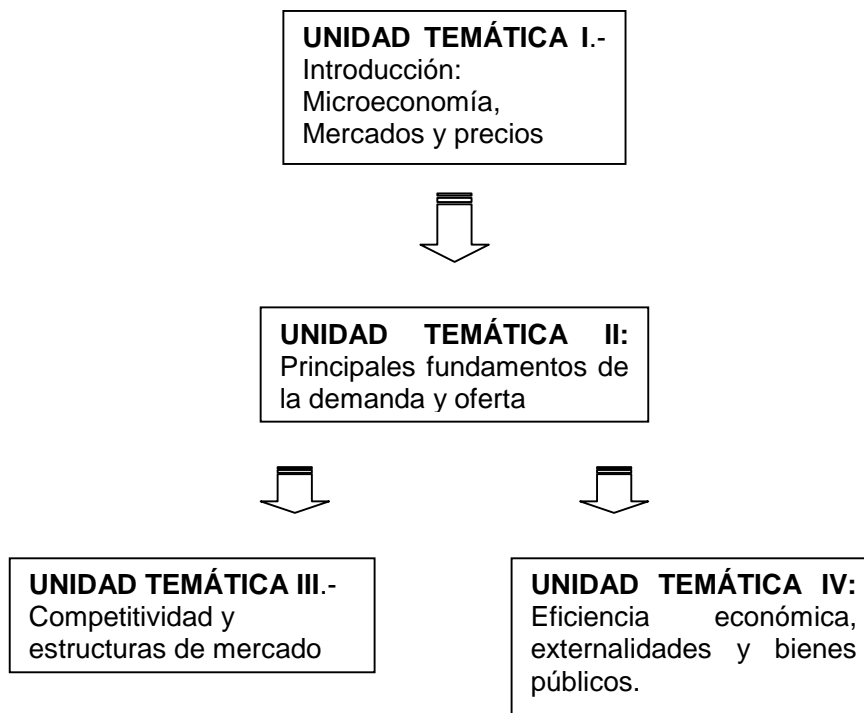 UNIDAD TEMÁTICA I.-
Introducción:
Microeconomía,
Mercados y precios
UNIDAD TEMÁTICA II:
Principales fundamentos de
la demanda y oferta
UNIDAD TEMÁTICA III.-
Competitividad y
estructuras de mercado
UNIDAD TEMÁTICA IV:
Eficiencia económica,
externalidades y bienes
públicos.